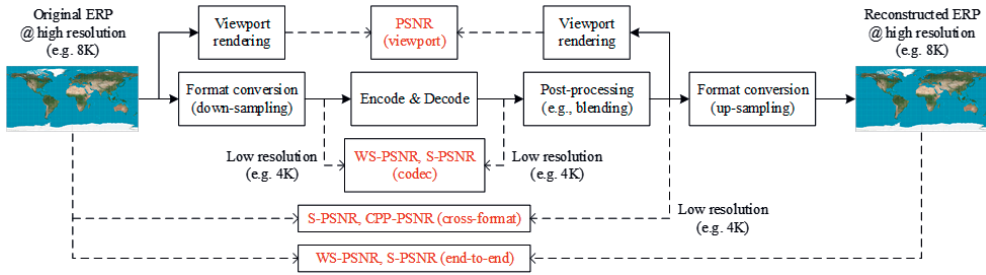 Original ERP
@ high resolution
(e.g. 8K)
Viewport
rendering
PSNR
(viewport)
Viewport
rendering
Reconstructed ERP
@ high resolution
(e.g. 8K)
Format conversion
(down-sampling)
Encode & Decode
Post-processing
(e.g., blending)
Format conversion
(up-sampling)
Low resolution
(e.g. 4K)
WS-PSNR, S-PSNR
(codec)
Low resolution
(e.g. 4K)
S-PSNR, CPP-PSNR (cross-format)
Low resolution
(e.g. 4K)
WS-PSNR, S-PSNR (end-to-end)